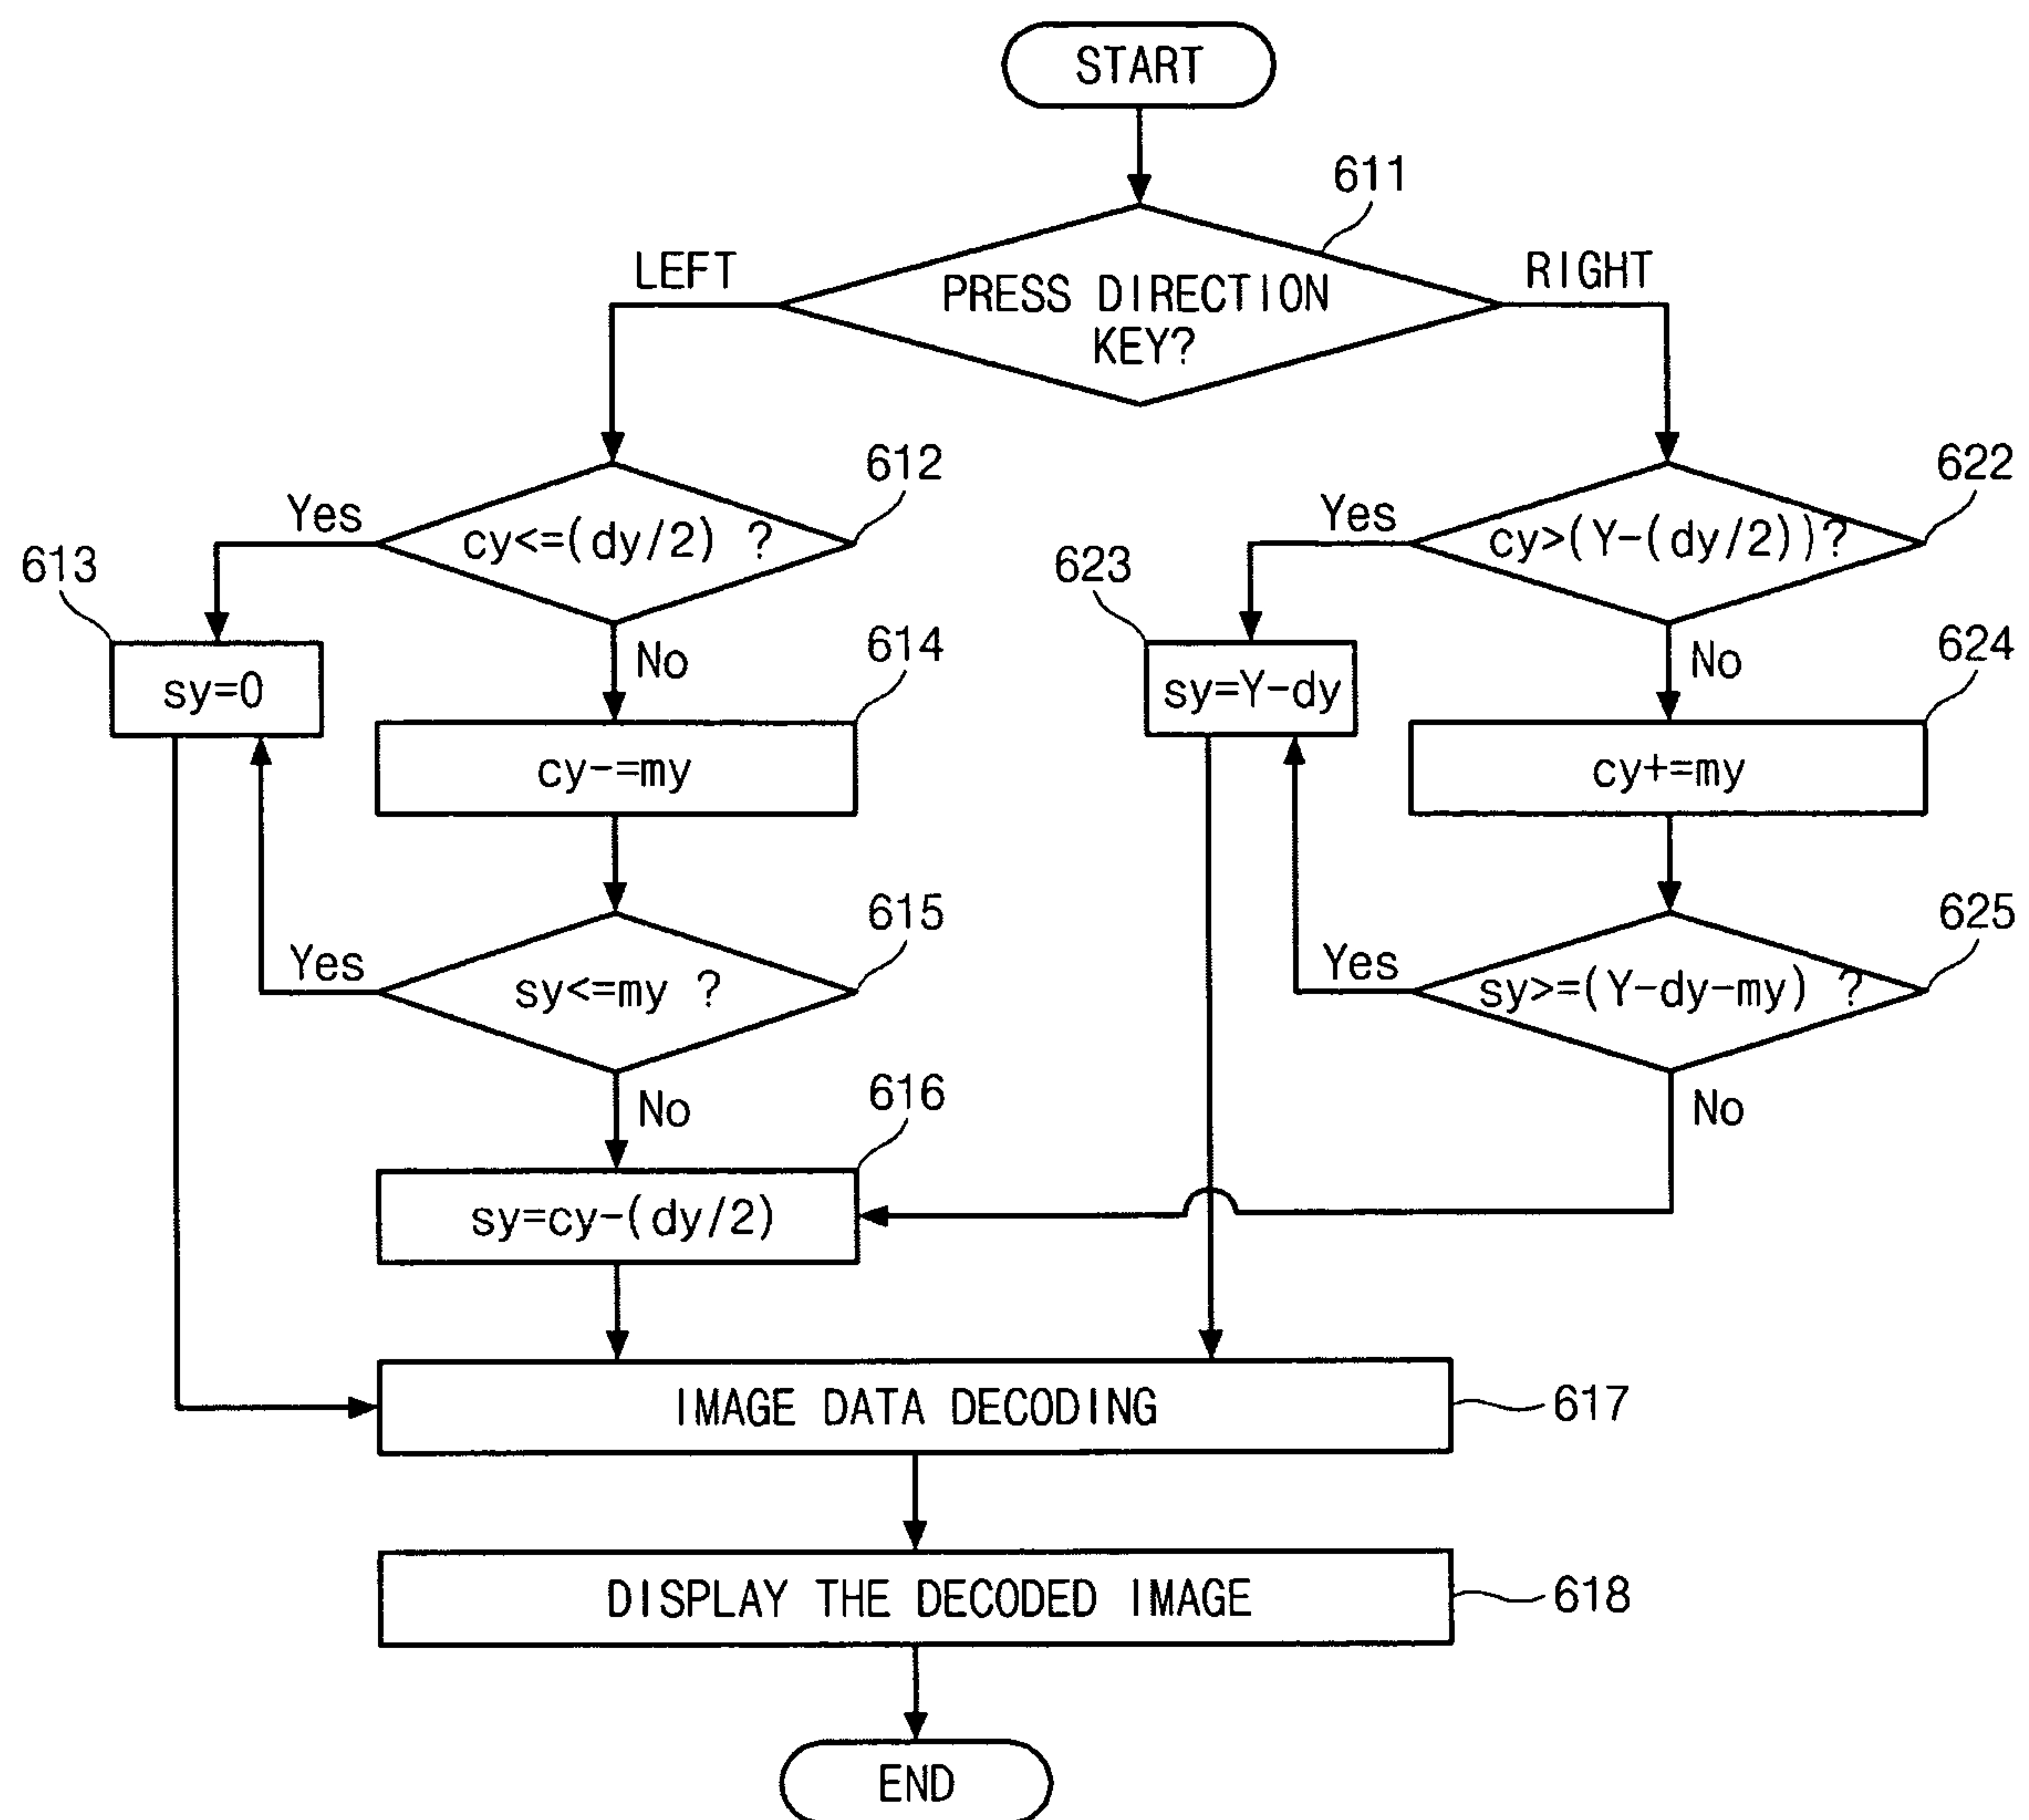 START
611
LEFT
RIGHT
PRESS DIRECTION
KEY?
612
622
Yes
cy<=(dy/2) ?
Yes
cy>(Y-(dy/2))?
613
623
614
624
No
No
sy=0
sy=Y-dy
cy-=my
cy+=my
615
625
Yes
sy<=my ?
Yes
sy>=(Y-dy-my) ?
616
No
No
sy=cy-(dy/2)
IMAGE DATA DECODING
617
DISPLAY THE DECODED IMAGE
618
END